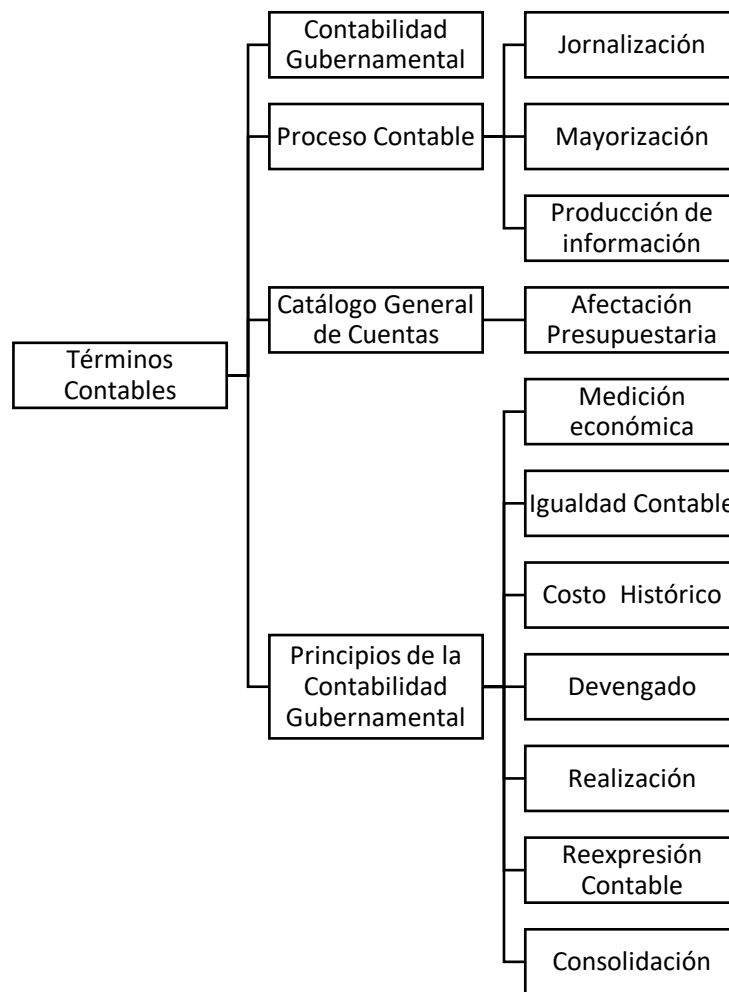 Términos
Contables
Contabilidad
Gubernamental
Proceso Contable
Jornalización
Mayorización
Producción de
información
Catálogo General
de Cuentas
Afectación
Presupuestaria
Principios de la
Contabilidad
Gubernamental
Medición
económica
Igualdad Contable
Costo Histórico
Devengado
Realización
Reexpresión
Contable
Consolidación